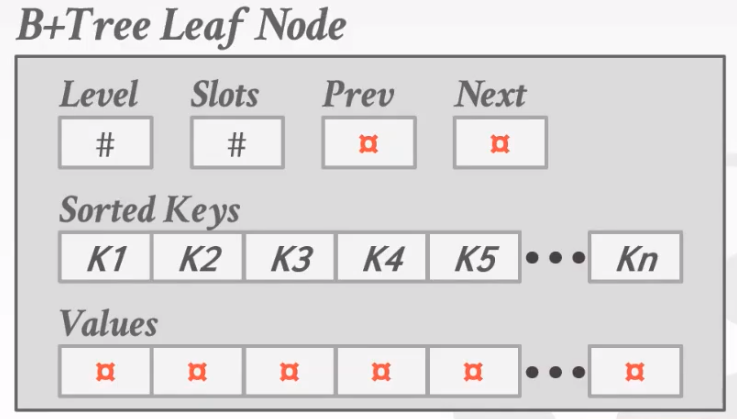 B+Tree Leaf Node
Level Slots Prev Next
# # ¤ ¤
Sorted Keys
K1 K2 K3 K4 K5 ••• Kn
Values
¤ ¤ ¤ ¤ ¤ ••• ¤